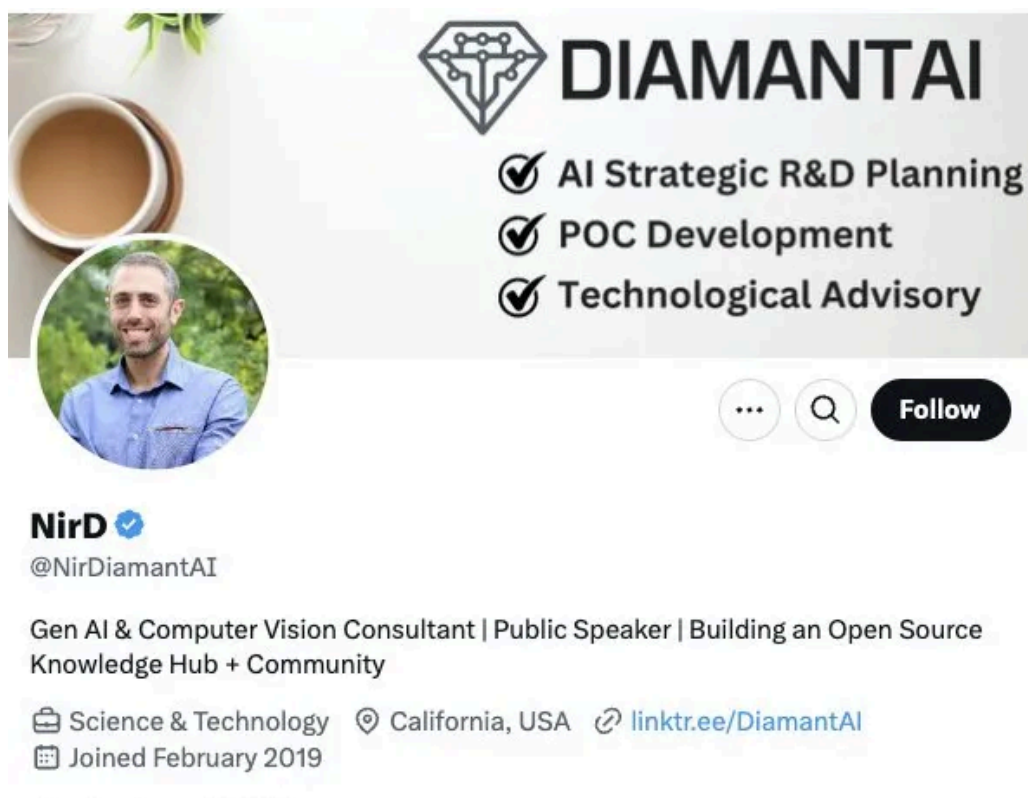 DIAMANTAI
AI Strategic R&D Planning
POC Development
Technological Advisory
Follow
NirD
@NirDiamantAI
Gen AI & Computer Vision Consultant | Public Speaker | Building an Open Source
Knowledge Hub + Community
Science & Technology California, USA linktr.ee/DiamantAI
Joined February 2019